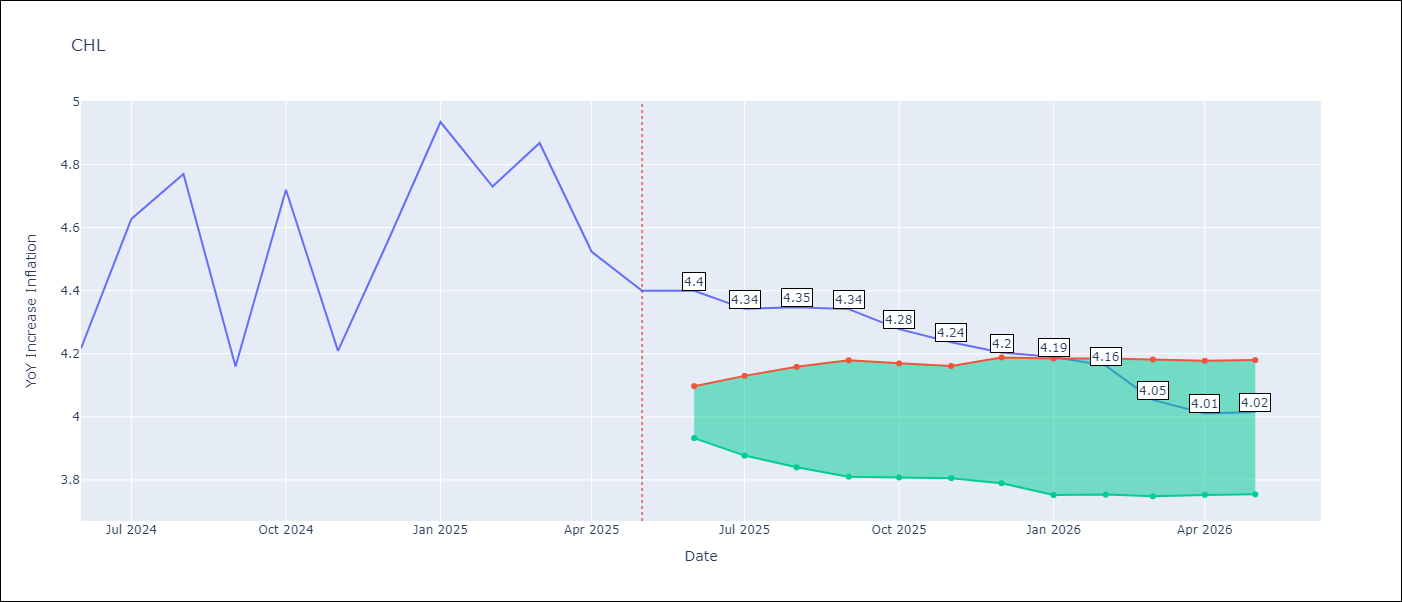 CHL
5
4.8
4.6
4.4
4.2
4
3.8
YoY Increase Inflation
4.4
4.34
4.35
4.34
4.28
4.24
4.2
4.19
4.16
4.05
4.01
4.02
Jul 2024
Oct 2024
Jan 2025
Apr 2025
Jul 2025
Oct 2025
Jan 2026
Apr 2026
Date